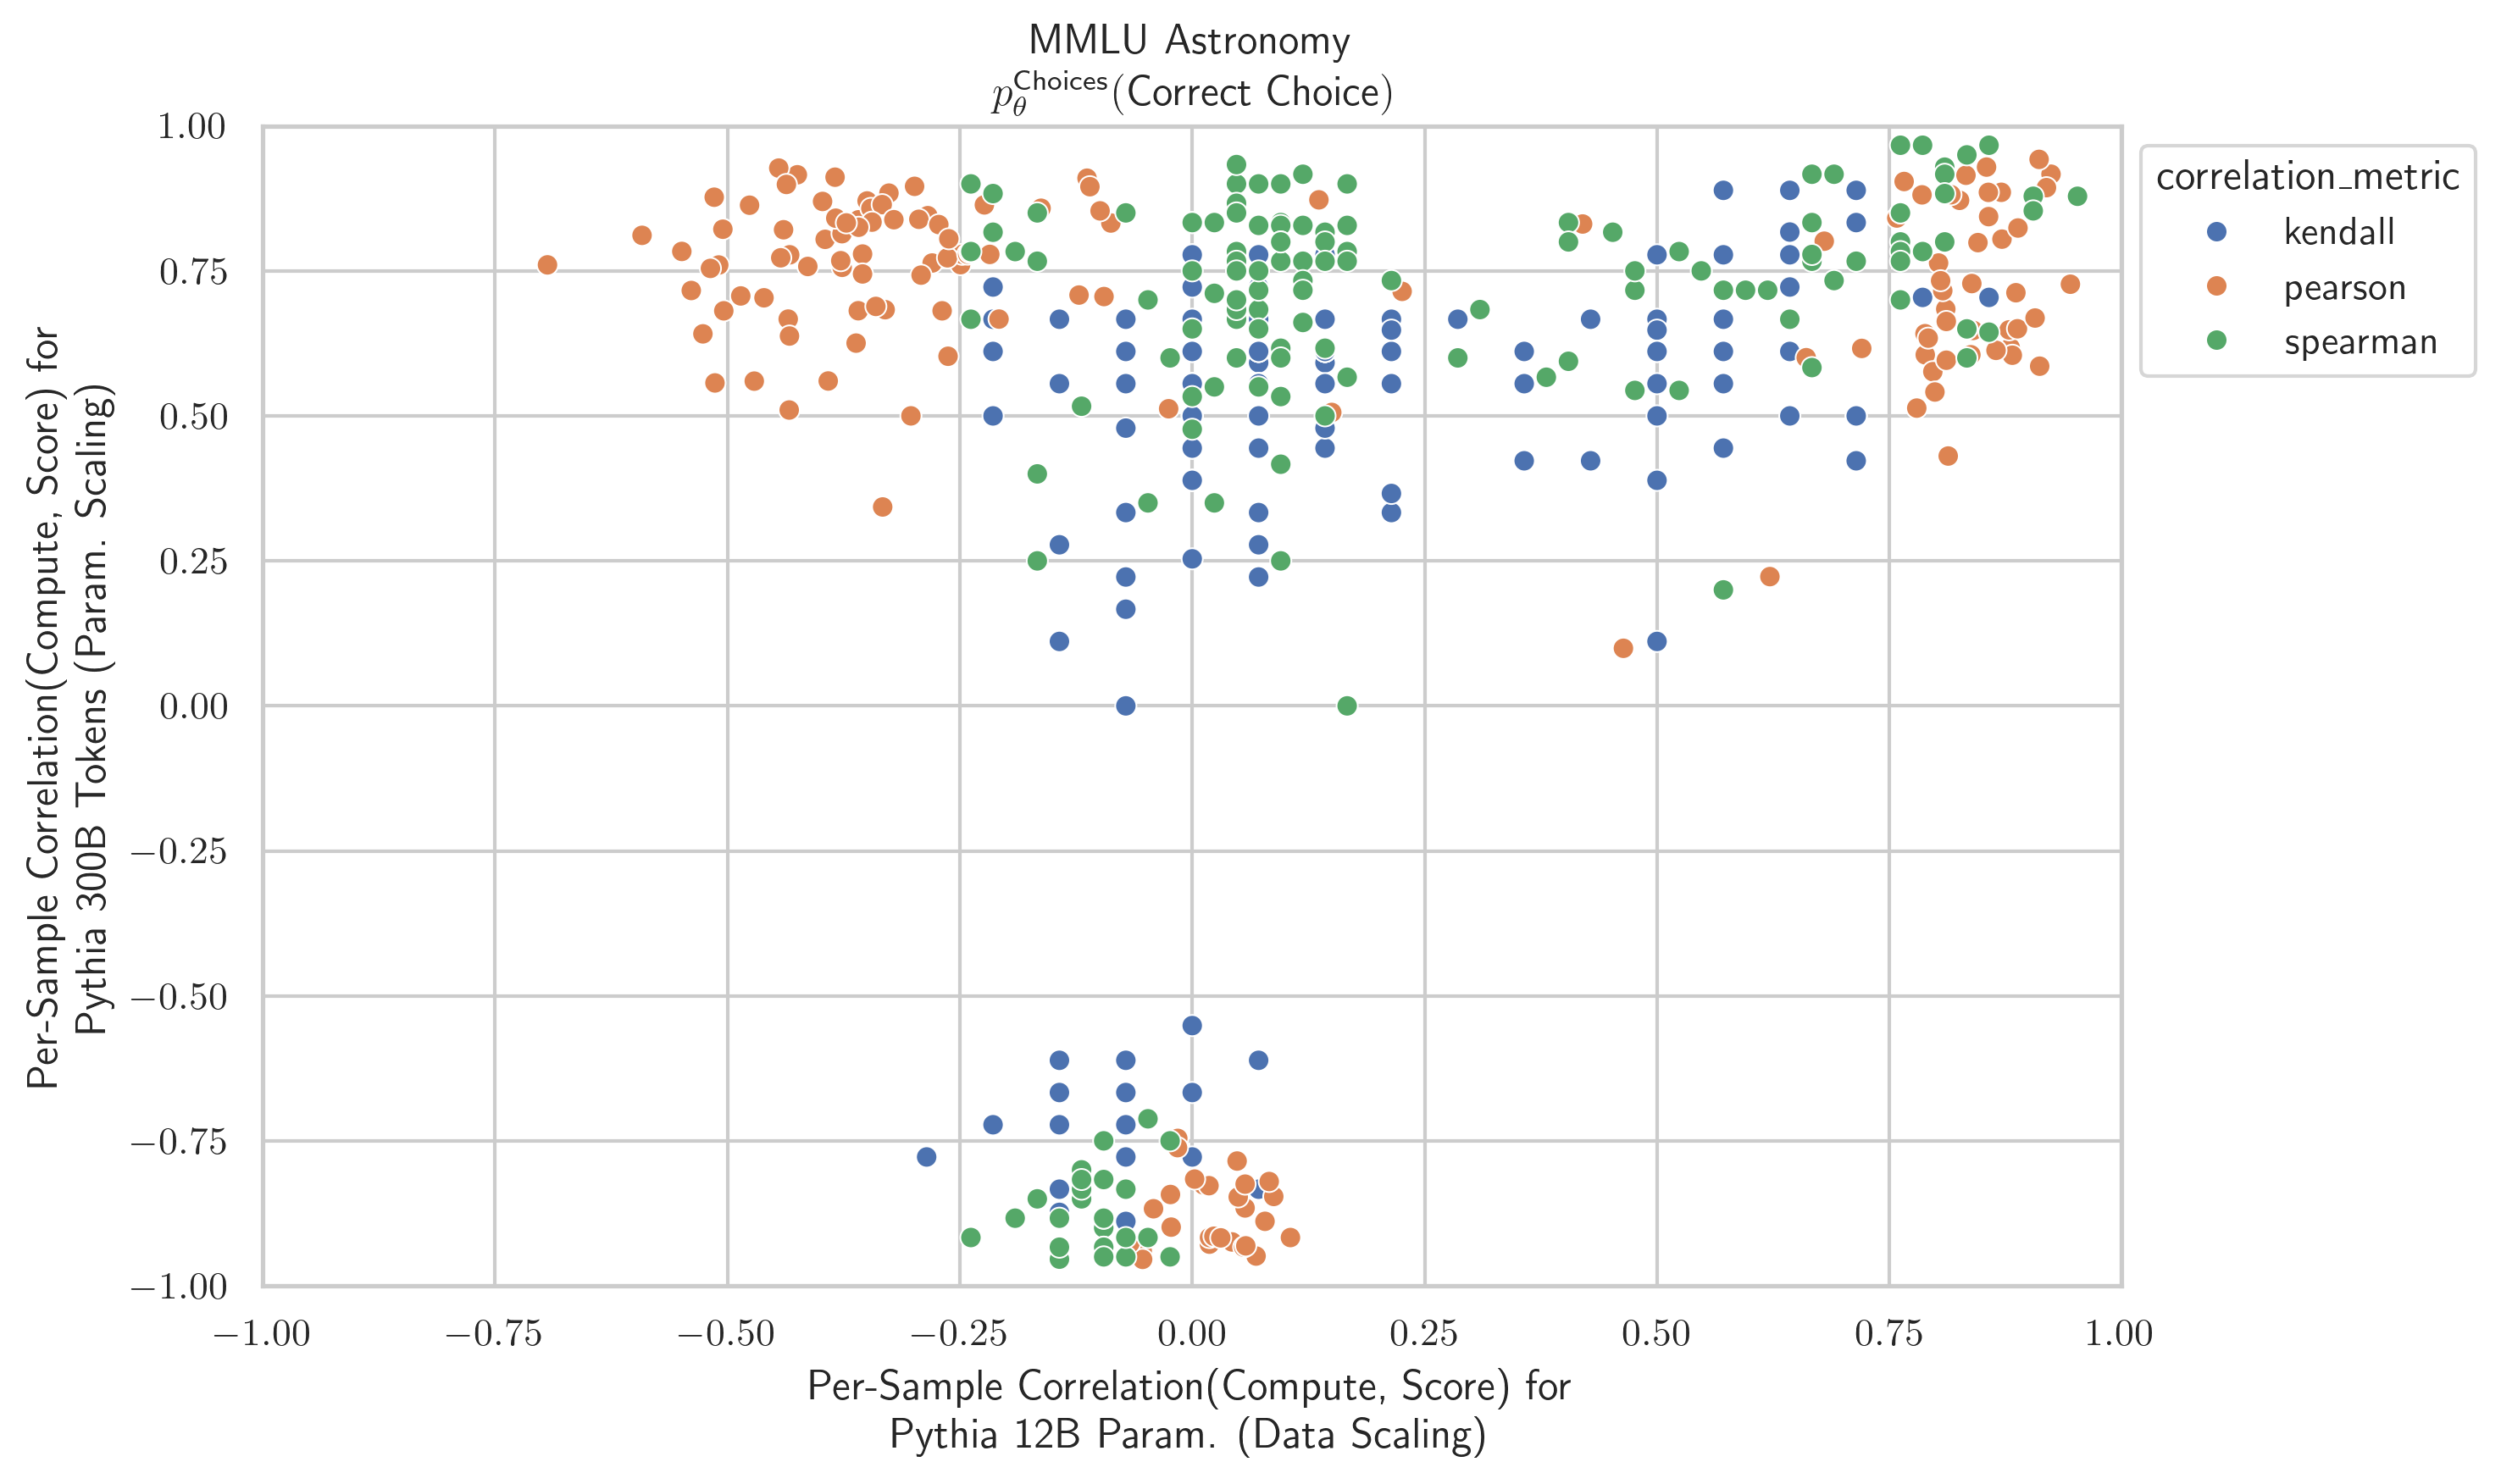 MMLU Astronomy
p_θ^Choices(Correct Choice)
1.00
0.75
0.50
0.25
0.00
−0.25
−0.50
−0.75
−1.00
Per-Sample Correlation(Compute, Score) for
Pythia 300B Tokens (Param. Scaling)
correlation_metric
kendall
pearson
spearman
−1.00 −0.75 −0.50 −0.25 0.00 0.25 0.50 0.75 1.00
Per-Sample Correlation(Compute, Score) for
Pythia 12B Param. (Data Scaling)